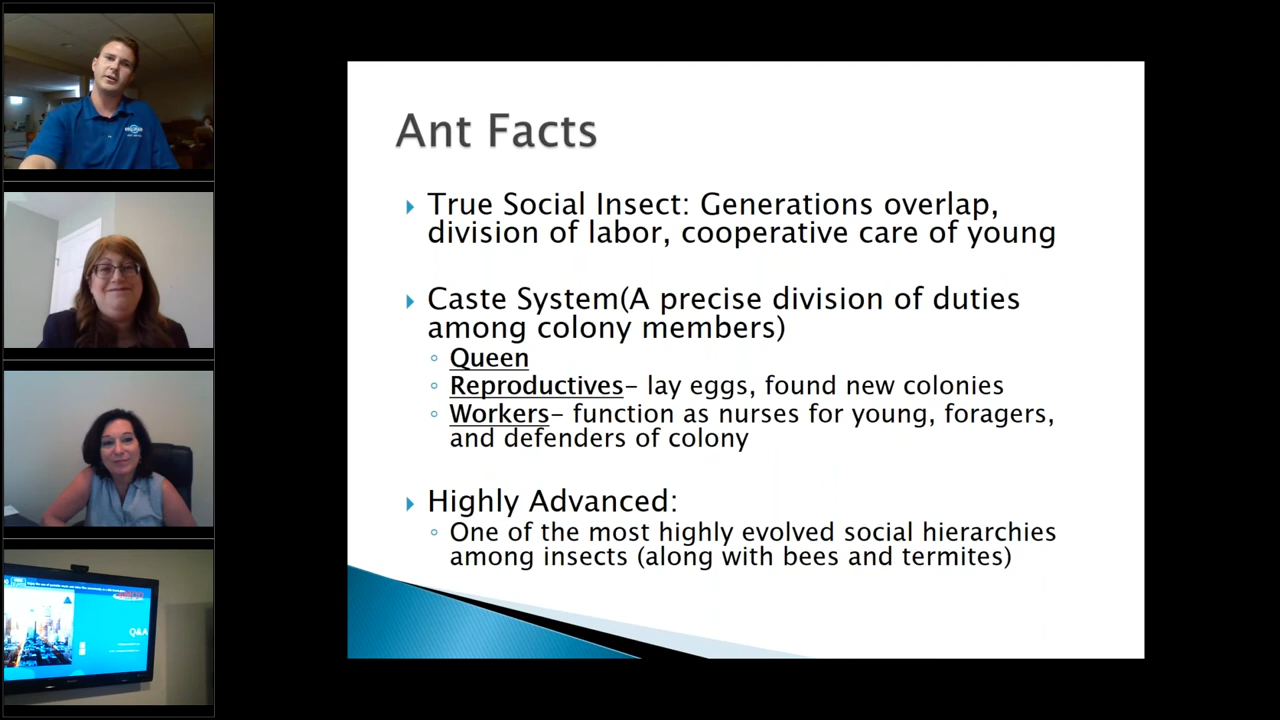 Ant Facts
True Social Insect: Generations overlap,
division of labor, cooperative care of young
Caste System(A precise division of duties
among colony members)
Queen
Reproductives– lay eggs, found new colonies
Workers– function as nurses for young, foragers,
and defenders of colony
Highly Advanced:
One of the most highly evolved social hierarchies
among insects (along with bees and termites)
Q&A